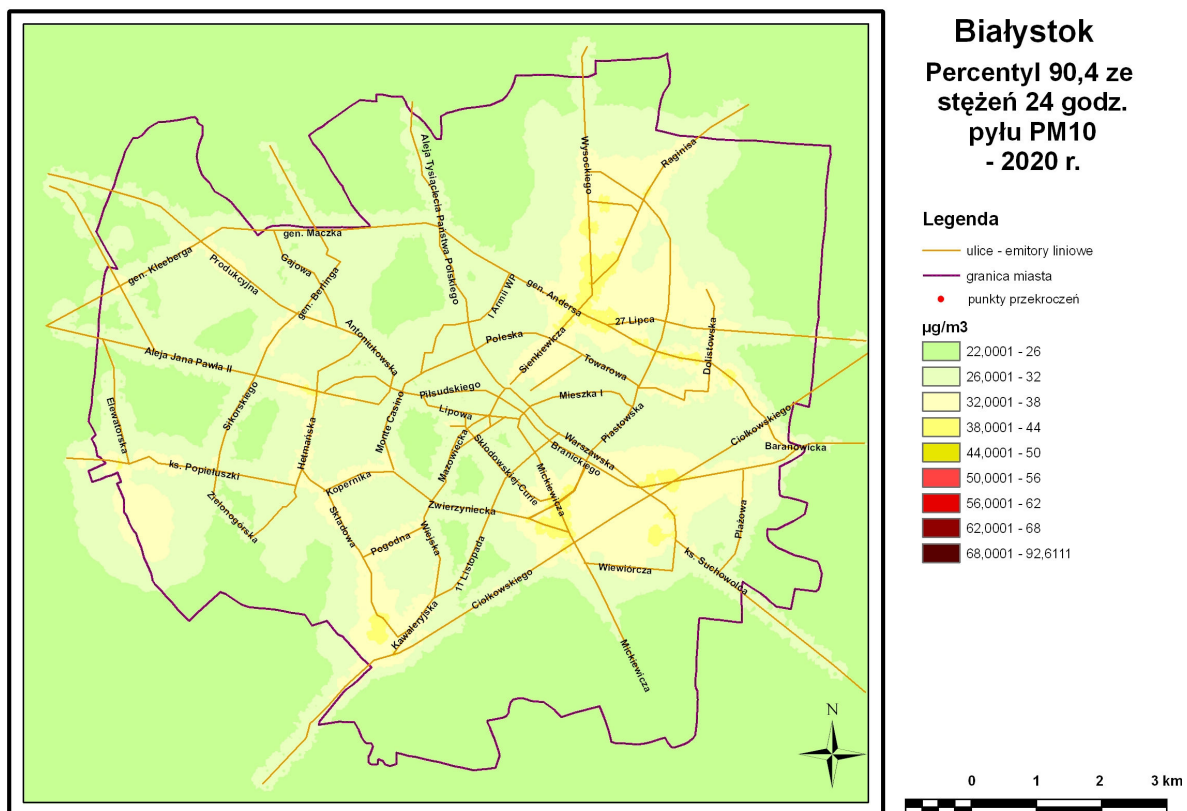 Białystok
Percentyl 90,4 ze
stężeń 24 godz.
pyłu PM10
- 2020 r.
Legenda
ulice - emitory liniowe
granica miasta
punkty przekroczeń
µg/m3
22,0001 - 26
26,0001 - 32
32,0001 - 38
38,0001 - 44
44,0001 - 50
50,0001 - 56
56,0001 - 62
62,0001 - 68
68,0001 - 92,6111
Wysockiego
Raginisa
Aleja Tysiąclecia Państwa Polskiego
gen. Maczka
gen. Kleeberga
Produkcyjna
Gajowa
gen. Berlinga
I Armii WP
gen. Andersa
27 Lipca
Antoniukowska
Poleska
Sienkiewicza
Towarowa
Dolistowska
Aleja Jana Pawła II
Piłsudskiego
Mieszka I
Lipowa
Elewatorska
Sikorskiego
Hetmańska
Monte Casino
Mazowiecka
Skłodowskiej-Curie
Mickiewicza
Warszawska
Branickiego
Piastowska
Ciołkowskiego
Baranowicka
ks. Popiełuszki
Kopernika
Zwierzyniecka
Zielonogórska
Składowa
Pogodna
Wiejska
11 Listopada
Ciołkowskiego
Plażowa
Wiewiórcza
ks. Suchowolca
Kawaleryjska
Mickiewicza
N
0 1 2 3 km